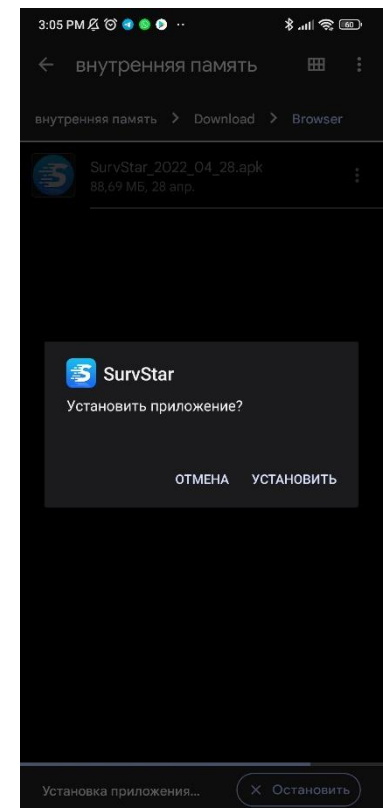 3:05 PM
60
внутренняя память
внутренняя память > Download > Browser
SurvStar_2022_04_28.apk
88,69 МБ, 28 апр.
SurvStar
Установить приложение?
ОТМЕНА УСТАНОВИТЬ
Установка приложения... × Остановить